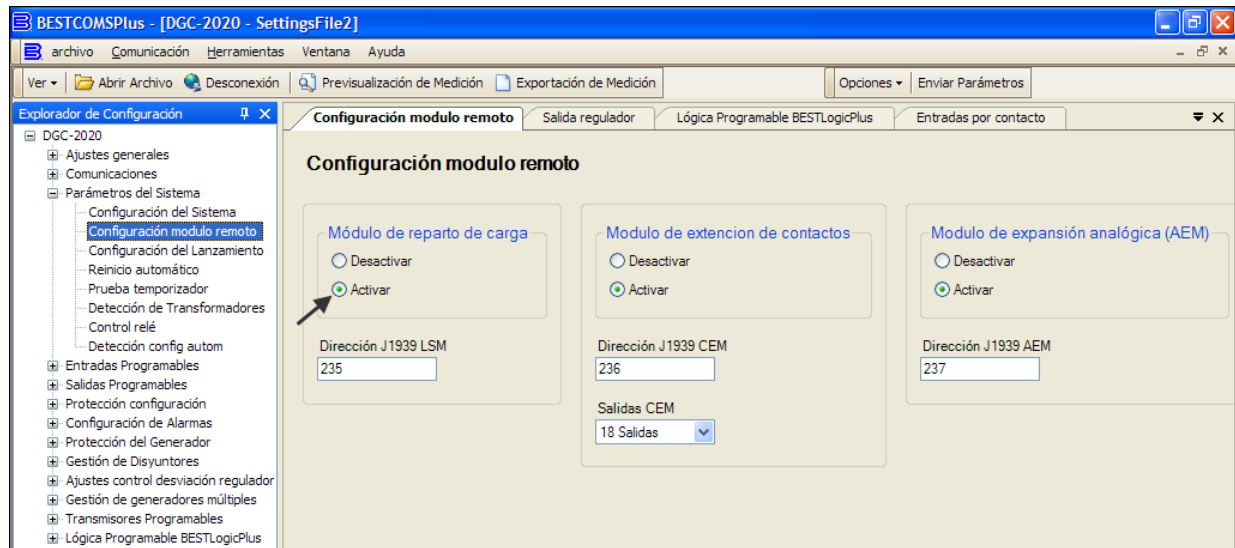 BESTCOMSPlus - [DGC-2020 - SettingsFile2]
archivo Comunicación Herramientas Ventana Ayuda
Ver Abrir Archivo Desconexión Previsualización de Medición Exportación de Medición Opciones Enviar Parámetros
Explorador de Configuración
DGC-2020
Ajustes generales
Comunicaciones
Parámetros del Sistema
Configuración del Sistema
Configuración modulo remoto
Configuración del Lanzamiento
Reinicio automático
Prueba temporizador
Detección de Transformadores
Control relé
Detección config autom
Entradas Programables
Salidas Programables
Protección configuración
Configuración de Alarmas
Protección del Generador
Gestión de Disyuntores
Ajustes control desviación regulador
Gestión de generadores múltiples
Transmisores Programables
Lógica Programable BESTLogicPlus
Configuración modulo remoto Salida regulador Lógica Programable BESTLogicPlus Entradas por contacto
Configuración modulo remoto
Módulo de reparto de carga
Desactivar
Activar
Dirección J1939 LSM
235
Modulo de extencion de contactos
Desactivar
Activar
Dirección J1939 CEM
236
Salidas CEM
18 Salidas
Modulo de expansión analógica (AEM)
Desactivar
Activar
Dirección J1939 AEM
237